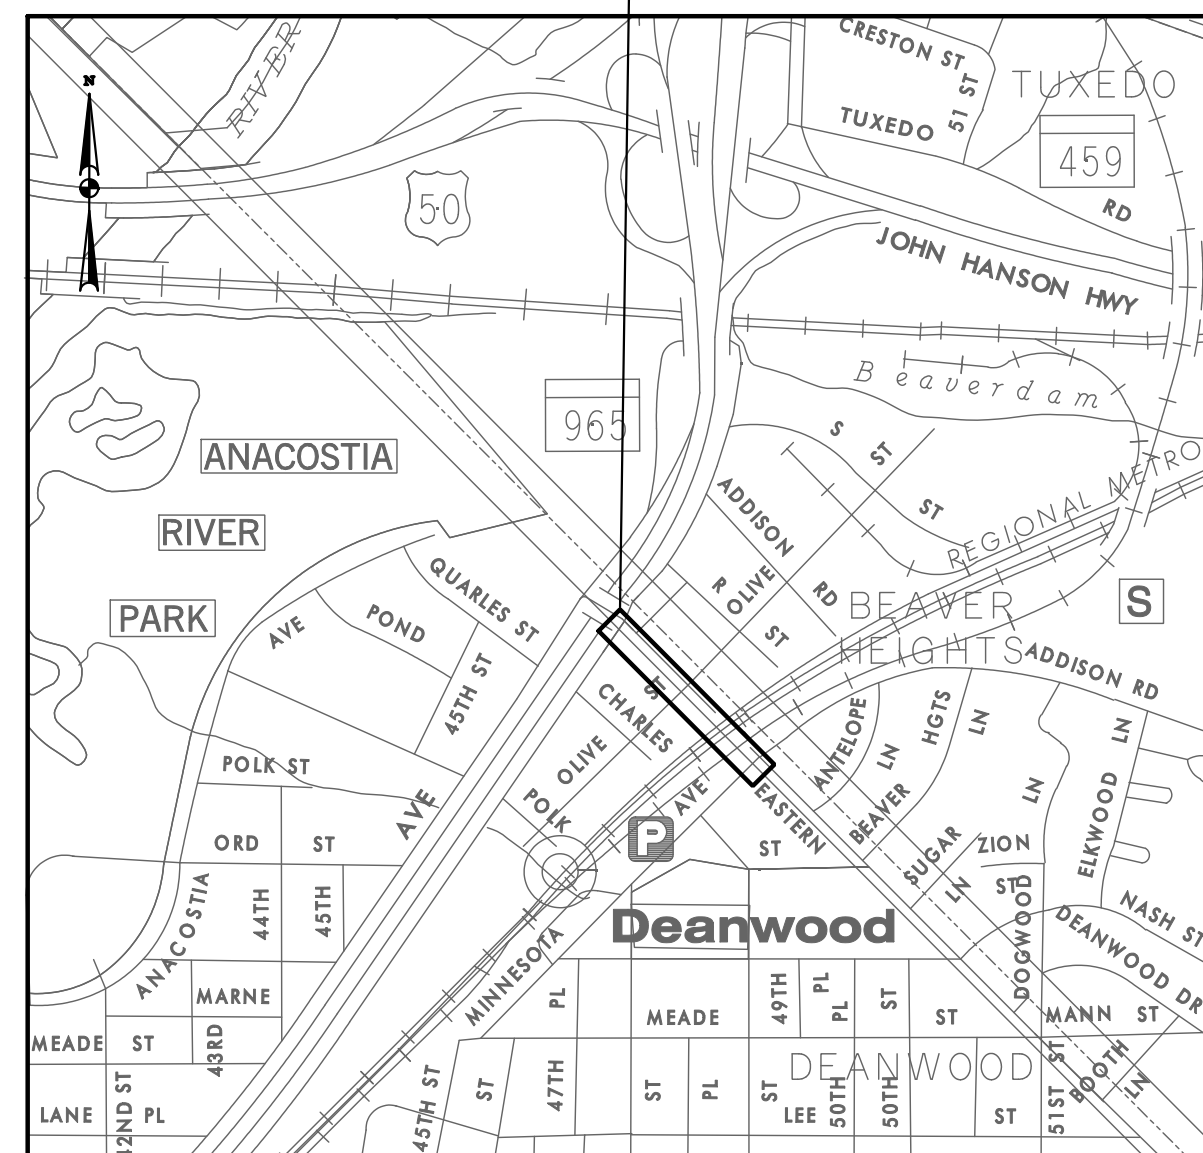 RIVER
CRESTON ST
51 ST
TUXEDO
N
TUXEDO
459
50
RD
JOHN HANSON HWY
Beaverdam
965
ANACOSTIA
S
ST
ADDISON
RD
ST
REGIONAL METRO
RIVER
QUARLES ST
R
ST
OLIVE
BEAVER
HEIGHTS
S
PARK
AVE
POND
ADDISON RD
45TH ST
ST
CHARLES
ANTELOPE
LN
HGTS
LN
LN
OLIVE
POLK ST
AVE
POLK
AVE
EASTERN
BEAVER
LN
ELKWOOD
P
ORD
ST
ST
SUGAR
LN
ZION
ST
ANACOSTIA
44TH
45TH
Deanwood
DOGWOOD
NASH ST
DEANWOOD DR
MINNESOTA
MARNE
PL
MEADE
49TH
PL
PL
ST
ST
MANN ST
MEADE ST
43RD
DEANWOOD
45TH ST
ST
47TH
ST
PL
ST
50TH
50TH
51ST ST
BOOTH
LN
LANE
42ND ST
PL
LEE
ST